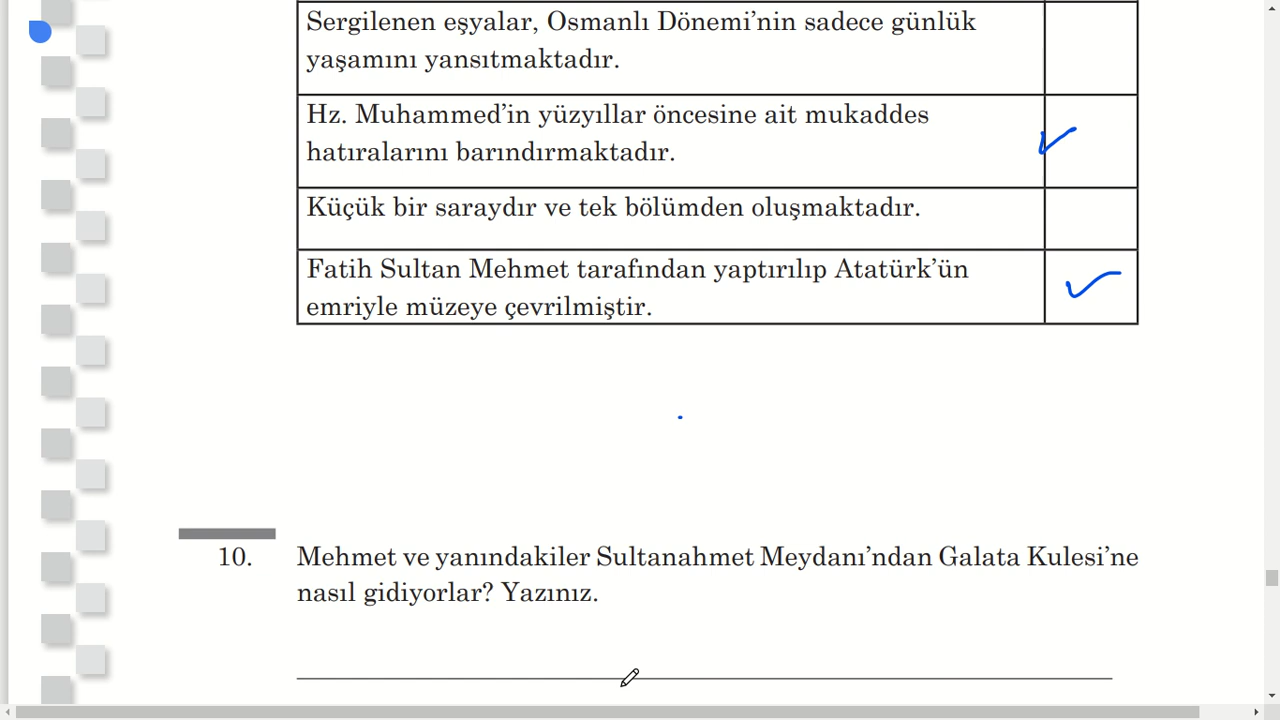 Sergilenen eşyalar, Osmanlı Dönemi’nin sadece günlük
yaşamını yansıtmaktadır.
Hz. Muhammed’in yüzyıllar öncesine ait mukaddes
hatıralarını barındırmaktadır.
Küçük bir saraydır ve tek bölümden oluşmaktadır.
Fatih Sultan Mehmet tarafından yaptırılıp Atatürk’ün
emriyle müzeye çevrilmiştir.
10. Mehmet ve yanındakiler Sultanahmet Meydanı’ndan Galata Kulesi’ne
nasıl gidiyorlar? Yazınız.